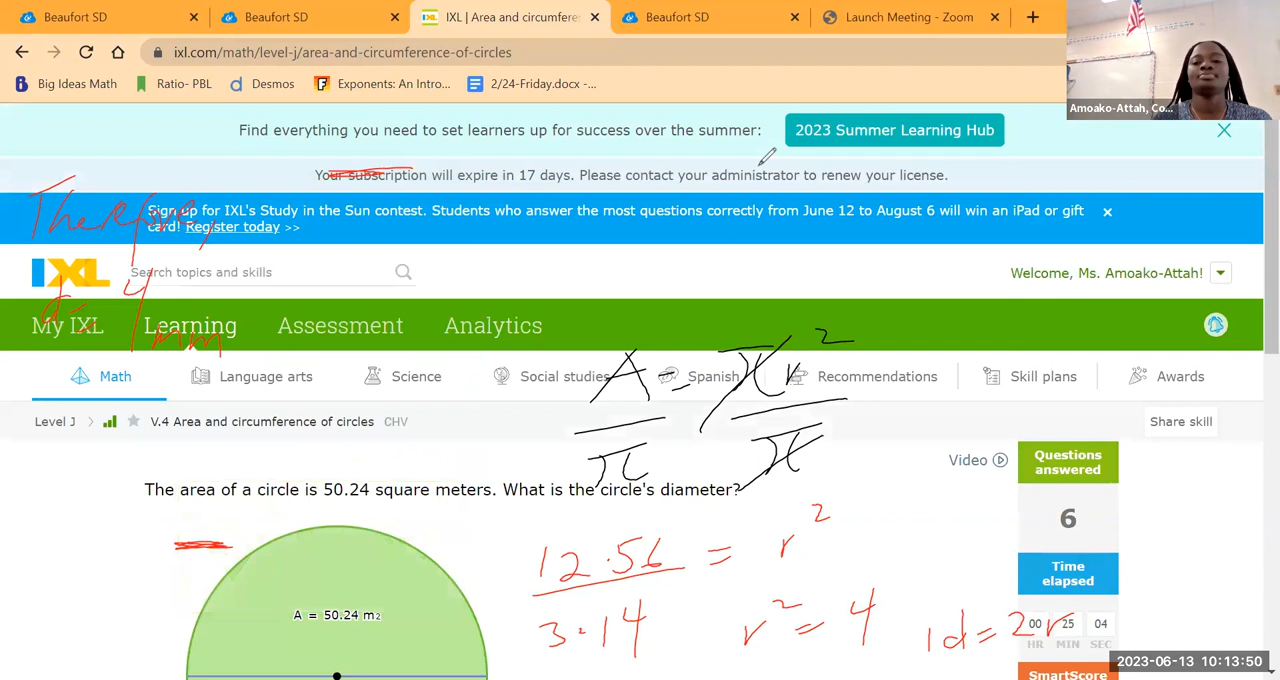 Beaufort SD
Beaufort SD
IXL | Area and circumfere
Beaufort SD
Launch Meeting - Zoom
ixl.com/math/level-j/area-and-circumference-of-circles
Big Ideas Math
Ratio- PBL
Desmos
Exponents: An Intro...
2/24-Friday.docx -...
Amoako-Attah, Co...
Find everything you need to set learners up for success over the summer:
2023 Summer Learning Hub
Your subscription will expire in 17 days. Please contact your administrator to renew your license.
Therefore,
Sign up for IXL's Study in the Sun contest. Students who answer the most questions correctly from June 12 to August 6 will win an iPad or gift
card! Register today >>
IXL
Search topics and skills
Welcome, Ms. Amoako-Attah!
d = 4 mm
My IXL
Learning
Assessment
Analytics
Math
Language arts
Science
Social studies
Spanish
Recommendations
Skill plans
Awards
A = πr²
π π
Level J
V.4 Area and circumference of circles
CHV
Share skill
Video
Questions
answered
6
The area of a circle is 50.24 square meters. What is the circle's diameter?
12.56 = r²
3.14
r² = 4
d = 2r
A = 50.24 m2
Time
elapsed
00 25 04
HR MIN SEC
SmartScore
2023-06-13 10:13:50